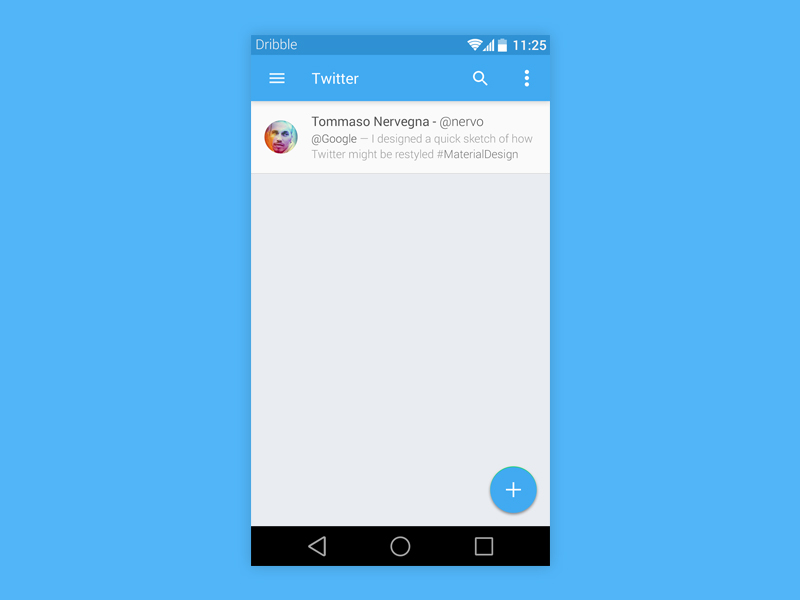 Dribble 11:25
Twitter
Tommaso Nervegna - @nervo
@Google — I designed a quick sketch of how
Twitter might be restyled #MaterialDesign